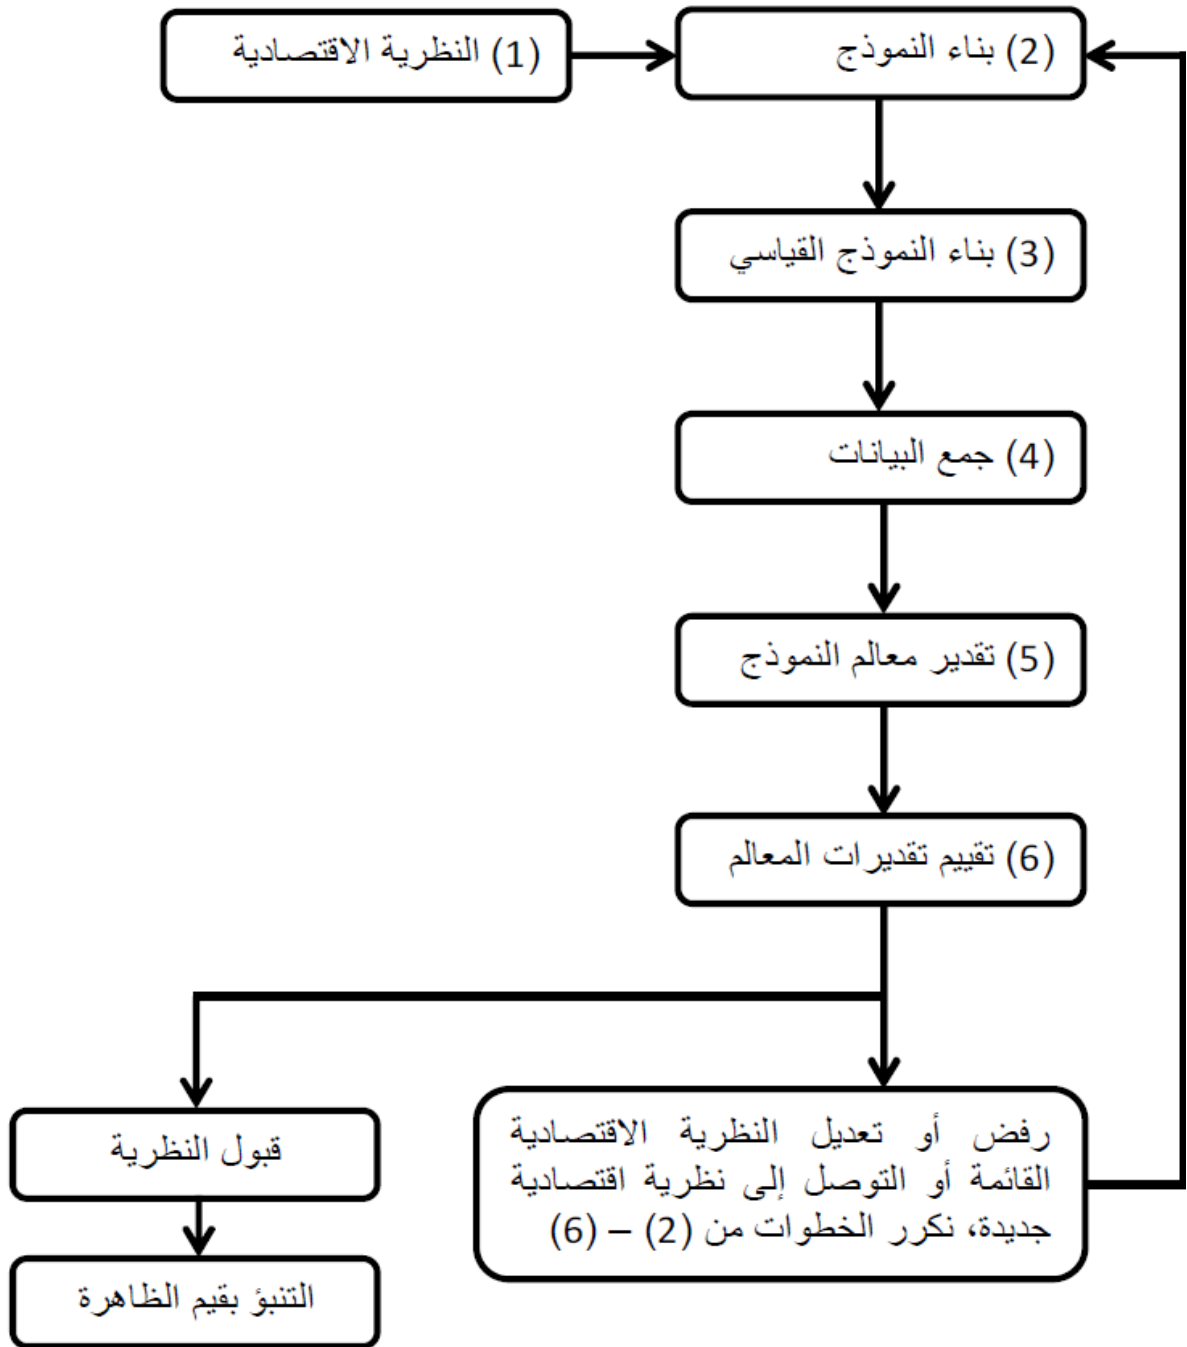 (1) النظرية الاقتصادية
(2) بناء النموذج
(3) بناء النموذج القياسي
(4) جمع البيانات
(5) تقدير معالم النموذج
(6) تقييم تقديرات المعالم
رفض أو تعديل النظرية الاقتصادية
القائمة أو التوصل إلى نظرية اقتصادية
جديدة، نكرر الخطوات من (2) – (6)
قبول النظرية
التنبؤ بقيم الظاهرة